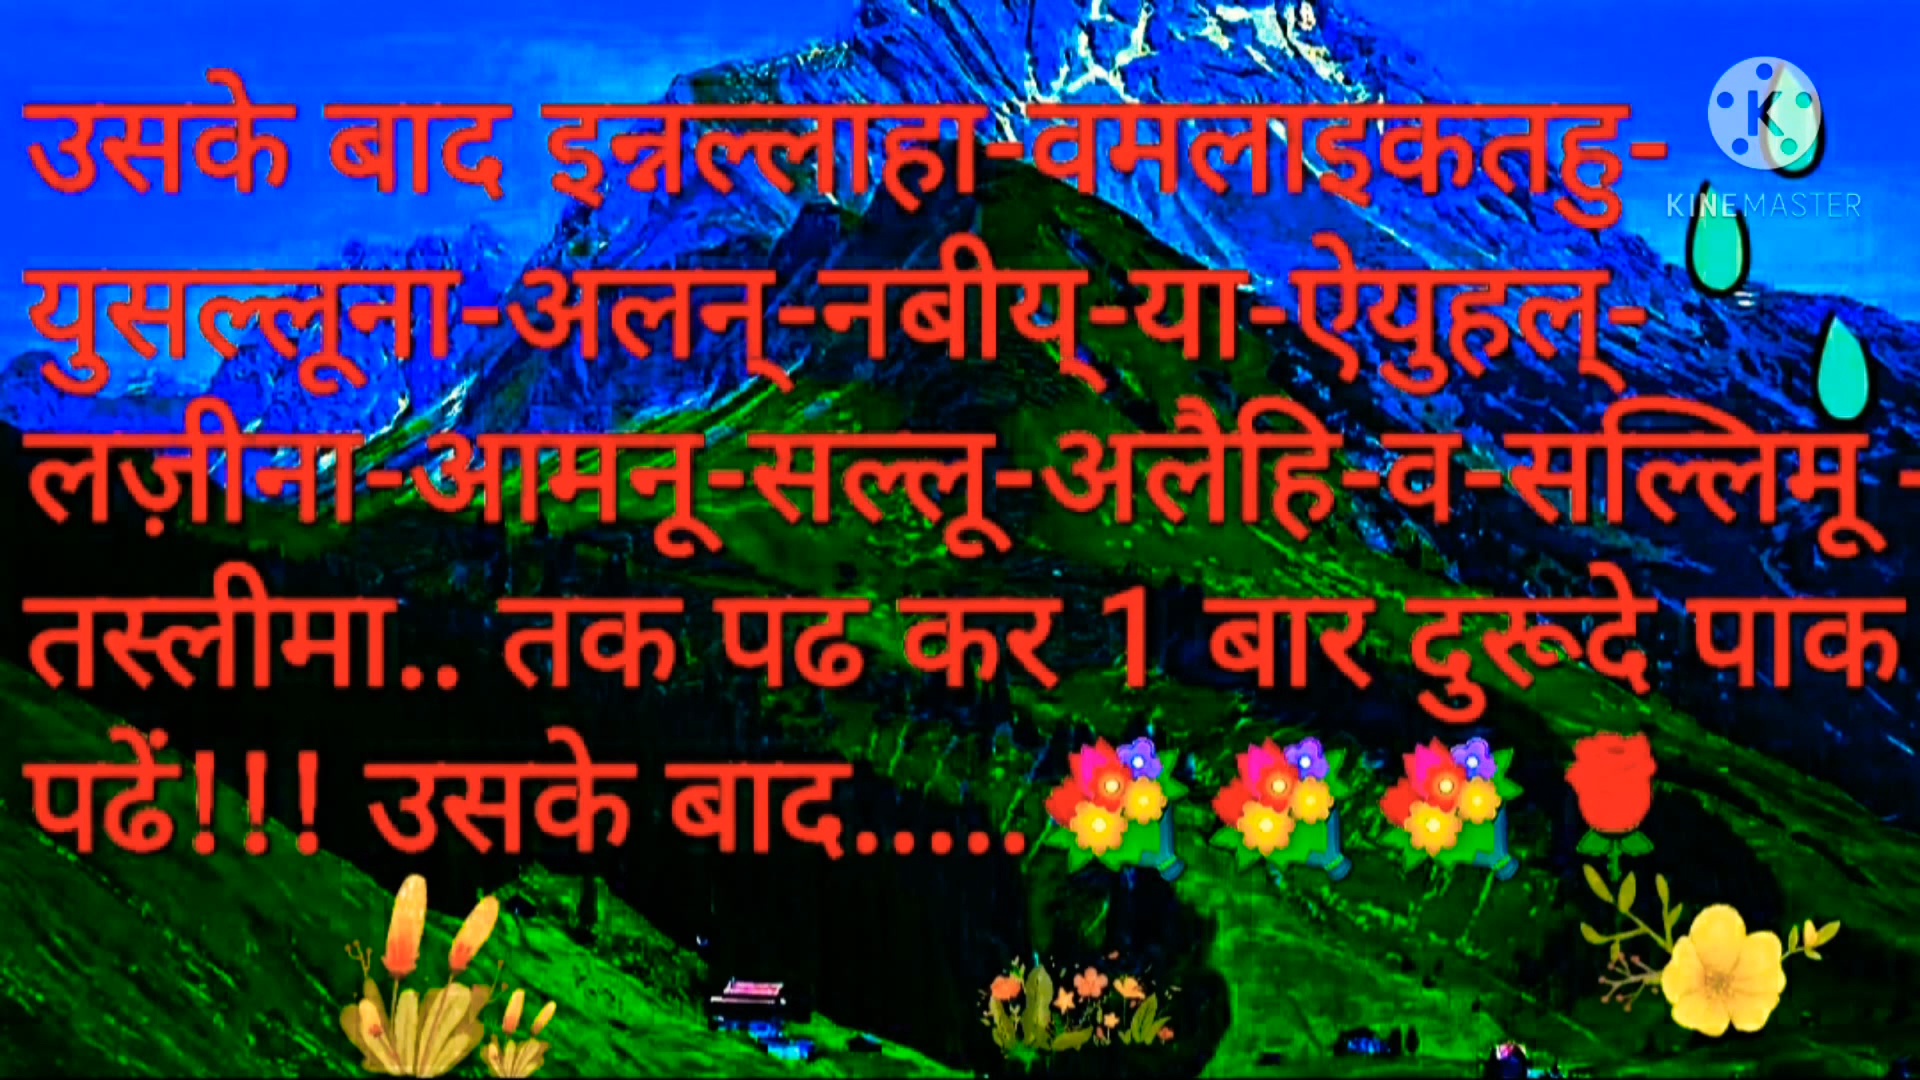 उसके बाद इन्नल्लाहा-वमलाइकतहु-
युसल्लूना-अलन्-नबीय्-या-ऐयुहल्-
लज़ीना-आमनू-सल्लू-अलैहि-व-सल्लिमू -
तस्लीमा.. तक पढ कर 1 बार दुरूदे पाक
पढें!!! उसके बाद.....
K
KINEMASTER